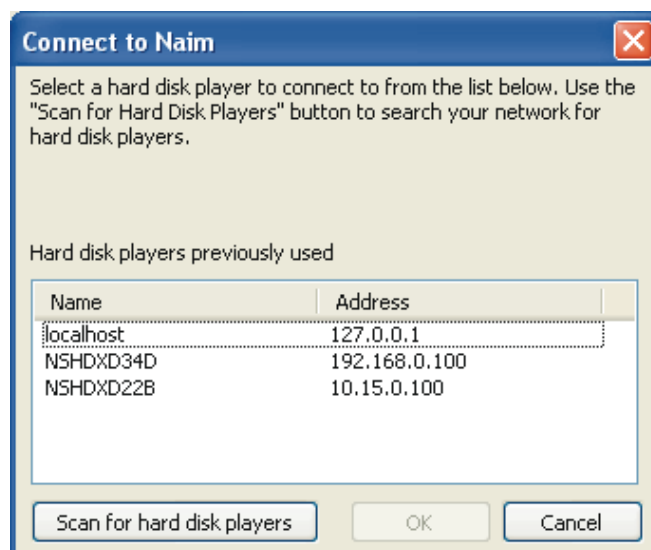 Connect to Naim
Select a hard disk player to connect to from the list below. Use the
"Scan for Hard Disk Players" button to search your network for
hard disk players.
Hard disk players previously used
Name Address
localhost 127.0.0.1
NSHDXD34D 192.168.0.100
NSHDXD22B 10.15.0.100
Scan for hard disk players OK Cancel